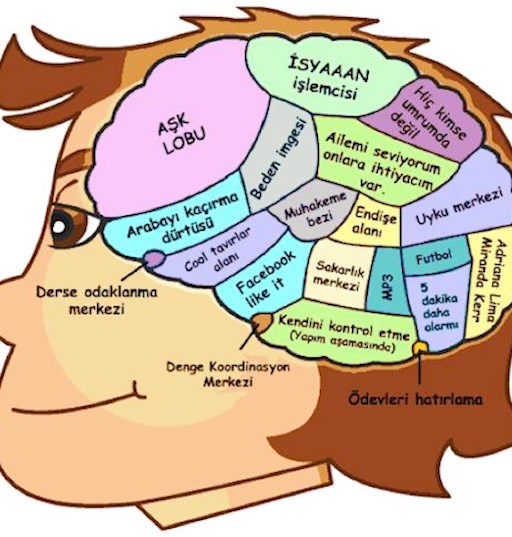 İSYAAAN
işlemcisi
Hiç kimse
umrumda
değil
AŞK
LOBU
Beden imgesi
Ailemi seviyorum
onlara ihtiyacım
var.
Uyku merkezi
Arabayı kaçırma
dürtüsü
Muhakeme
bezi
Endişe
alanı
Cool tavırlar
alanı
Facebook
like it
Sakarlık
merkezi
MP3
Futbol
5
dakika
daha
alarmı
Adriana Lima
Miranda Kerr
Derse odaklanma
merkezi
Kendini kontrol etme
(Yapım aşamasında)
Denge Koordinasyon
Merkezi
Ödevleri hatırlama